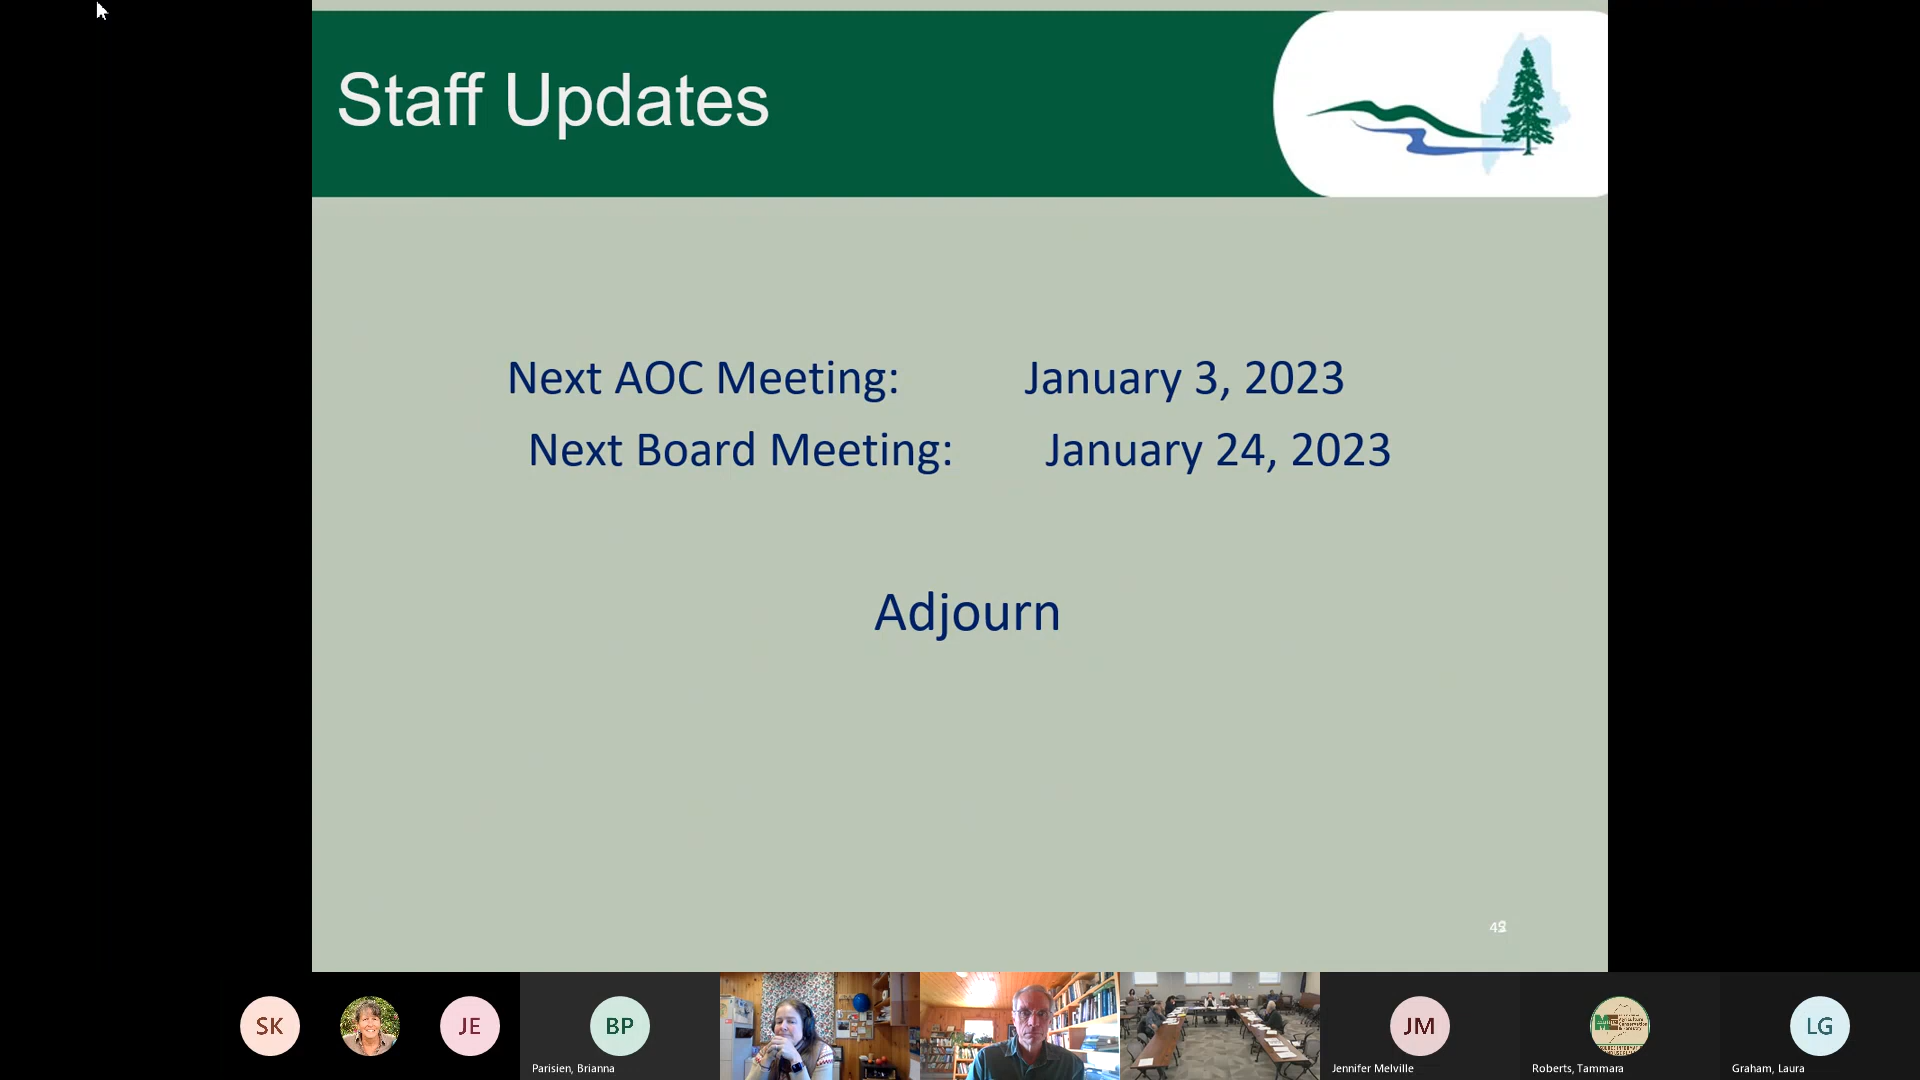 Staff Updates
Next AOC Meeting: January 3, 2023
Next Board Meeting: January 24, 2023
Adjourn
SK
JE
BP
Parisien, Brianna
JM
Jennifer Melville
Roberts, Tammara
LG
Graham, Laura